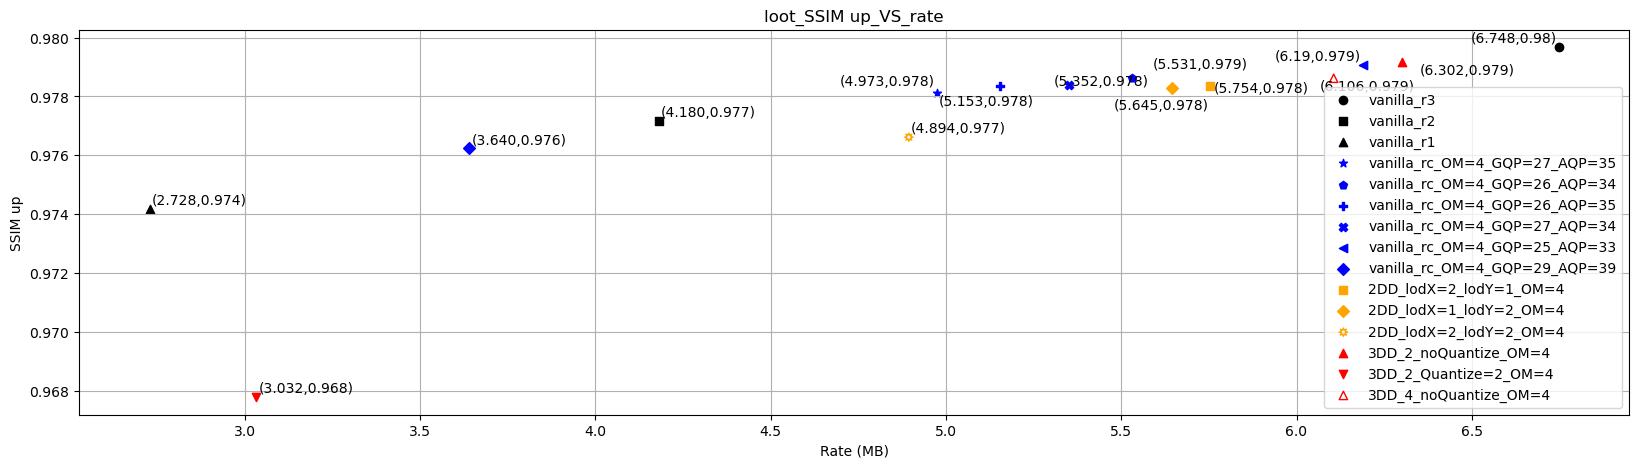 loot_SSIM up_VS_rate
SSIM up
0.980
0.978
0.976
0.974
0.972
0.970
0.968
(2.728,0.974)
(3.032,0.968)
(3.640,0.976)
(4.180,0.977)
(4.973,0.978)
(4.894,0.977)
(5.153,0.978)
(5.352,0.978)
(5.531,0.979)
(5.645,0.978)
(5.754,0.978)
(6.19,0.979)
(6.106,0.979)
(6.302,0.979)
(6.748,0.98)
vanilla_r3
vanilla_r2
vanilla_r1
vanilla_rc_OM=4_GQP=27_AQP=35
vanilla_rc_OM=4_GQP=26_AQP=34
vanilla_rc_OM=4_GQP=26_AQP=35
vanilla_rc_OM=4_GQP=27_AQP=34
vanilla_rc_OM=4_GQP=25_AQP=33
vanilla_rc_OM=4_GQP=29_AQP=39
2DD_lodX=2_lodY=1_OM=4
2DD_lodX=1_lodY=2_OM=4
2DD_lodX=2_lodY=2_OM=4
3DD_2_noQuantize_OM=4
3DD_2_Quantize=2_OM=4
3DD_4_noQuantize_OM=4
3.0 3.5 4.0 4.5 5.0 5.5 6.0 6.5
Rate (MB)